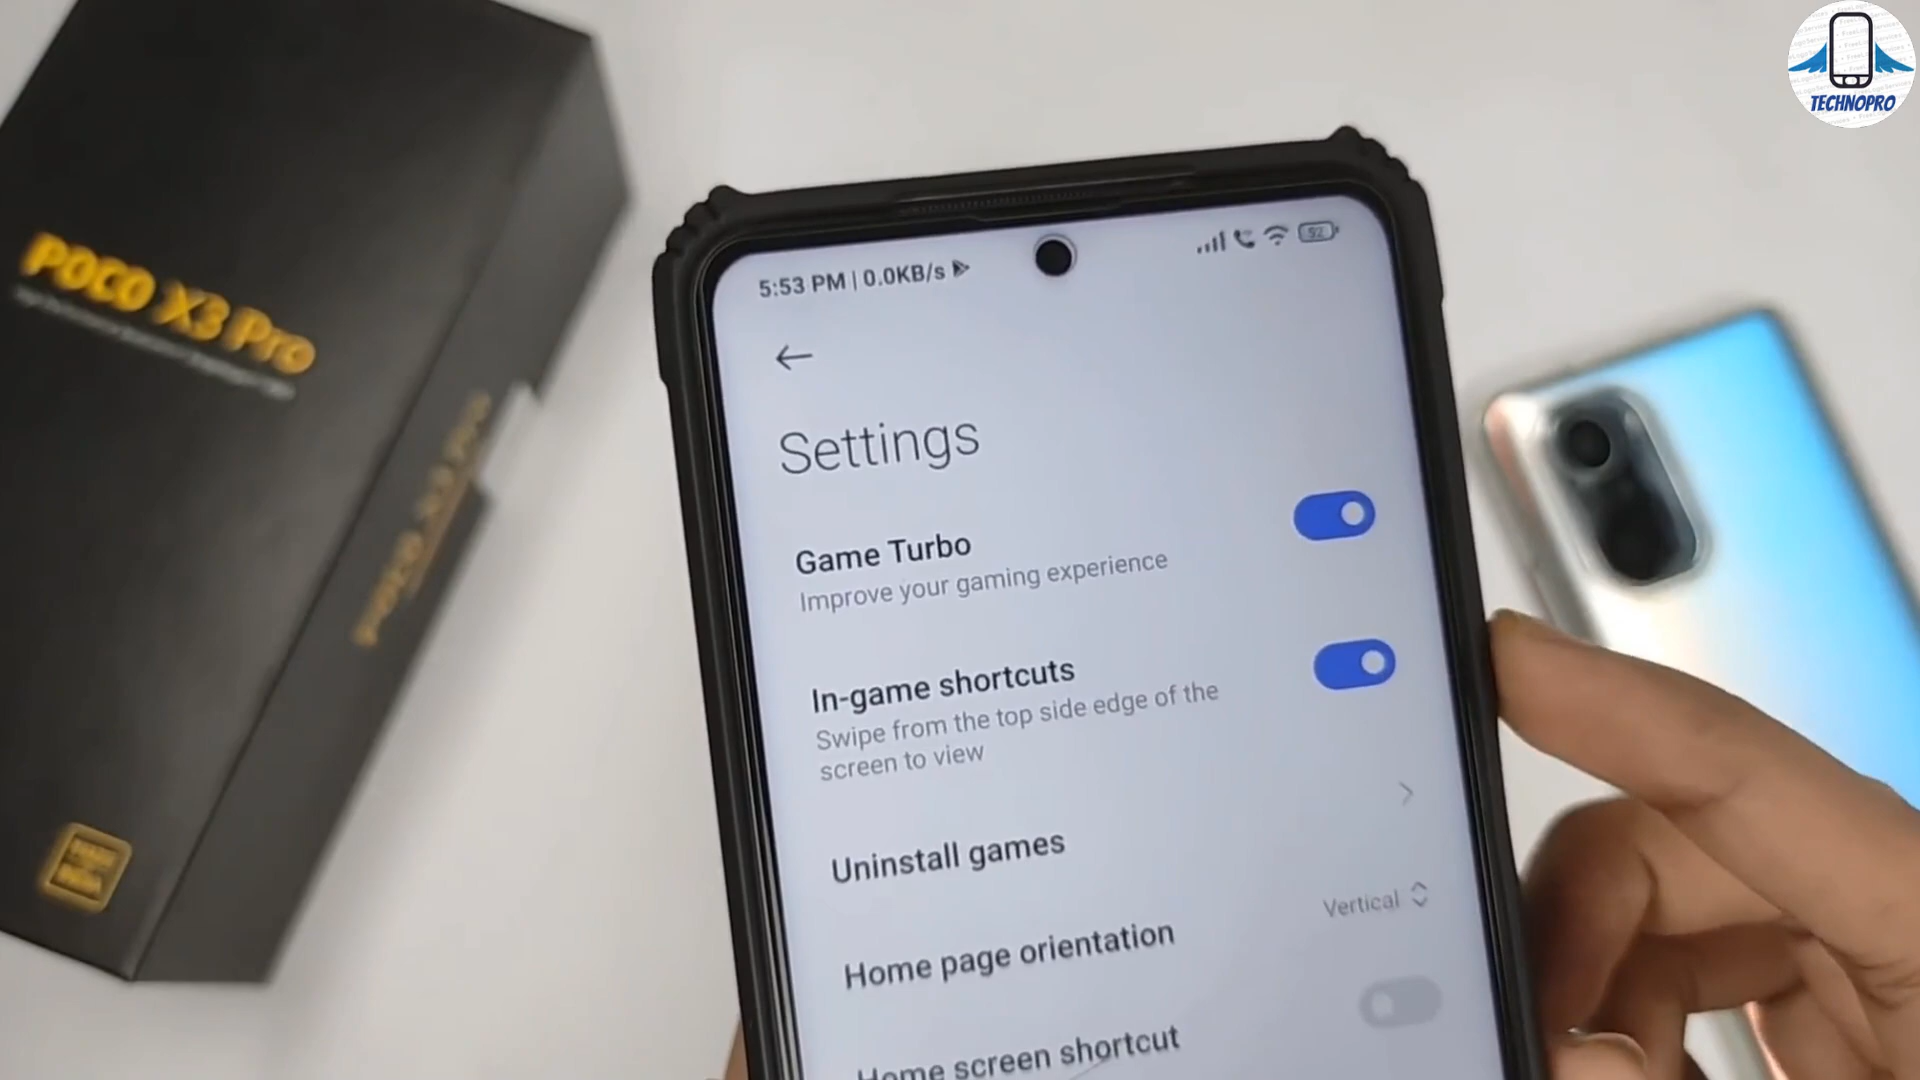 TECHNOPRO
POCO X3 Pro
5:53 PM | 0.0KB/s
92
Settings
Game Turbo
Improve your gaming experience
In-game shortcuts
Swipe from the top side edge of the
screen to view
Uninstall games
Home page orientation
Vertical
Home screen shortcut